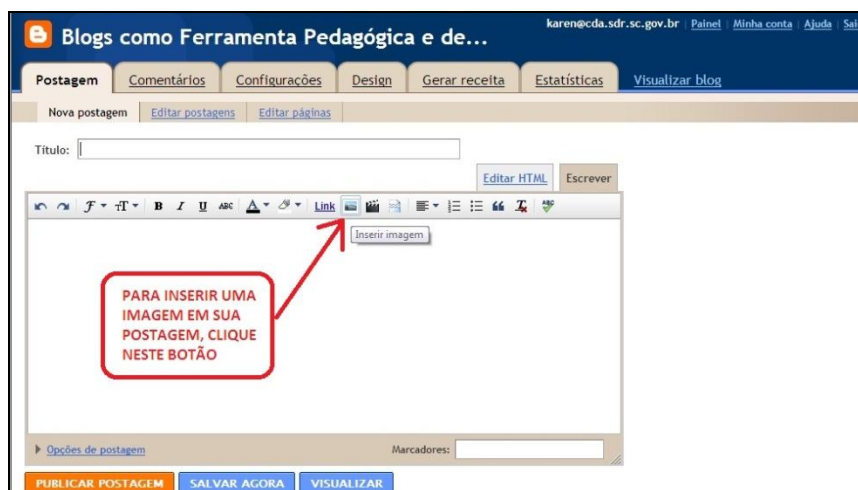 karen@cda.sdr.sc.gov.br | Painel | Minha conta | Ajuda | Sai
Blogs como Ferramenta Pedagógica e de...
Postagem Comentários Configurações Design Gerar receita Estatísticas Visualizar blog
Nova postagem Editar postagens Editar páginas
Título:
Editar HTML Escrever
B I U ABC A Link ABC
Inserir imagem
PARA INSERIR UMA
IMAGEM EM SUA
POSTAGEM, CLIQUE
NESTE BOTÃO
Opções de postagem Marcadores:
PUBLICAR POSTAGEM SALVAR AGORA VISUALIZAR